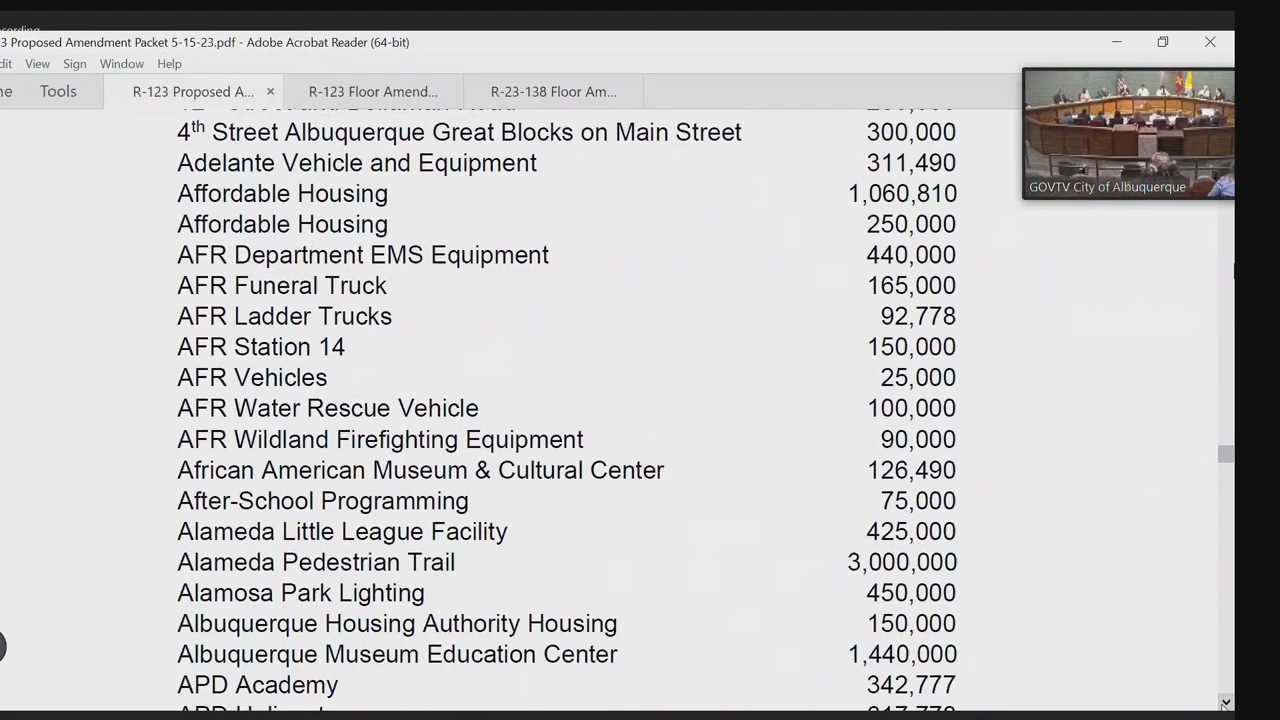 3 Proposed Amendment Packet 5-15-23.pdf - Adobe Acrobat Reader (64-bit)
View Sign Window Help
Tools R-123 Proposed A... × R-123 Floor Amend... R-23-138 Floor Am...
4th Street Albuquerque Great Blocks on Main Street 300,000
Adelante Vehicle and Equipment 311,490
Affordable Housing 1,060,810
Affordable Housing 250,000
AFR Department EMS Equipment 440,000
AFR Funeral Truck 165,000
AFR Ladder Trucks 92,778
AFR Station 14 150,000
AFR Vehicles 25,000
AFR Water Rescue Vehicle 100,000
AFR Wildland Firefighting Equipment 90,000
African American Museum & Cultural Center 126,490
After-School Programming 75,000
Alameda Little League Facility 425,000
Alameda Pedestrian Trail 3,000,000
Alamosa Park Lighting 450,000
Albuquerque Housing Authority Housing 150,000
Albuquerque Museum Education Center 1,440,000
APD Academy 342,777
GOVTV City of Albuquerque